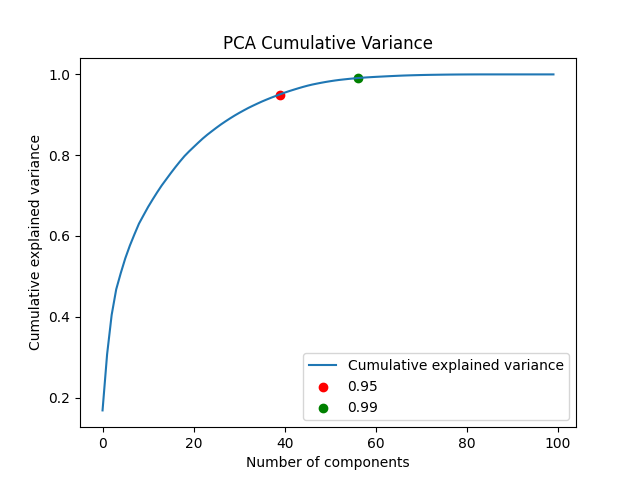 PCA Cumulative Variance
Cumulative explained variance
1.0
0.8
0.6
0.4
0.2
Cumulative explained variance
0.95
0.99
0 20 40 60 80 100
Number of components